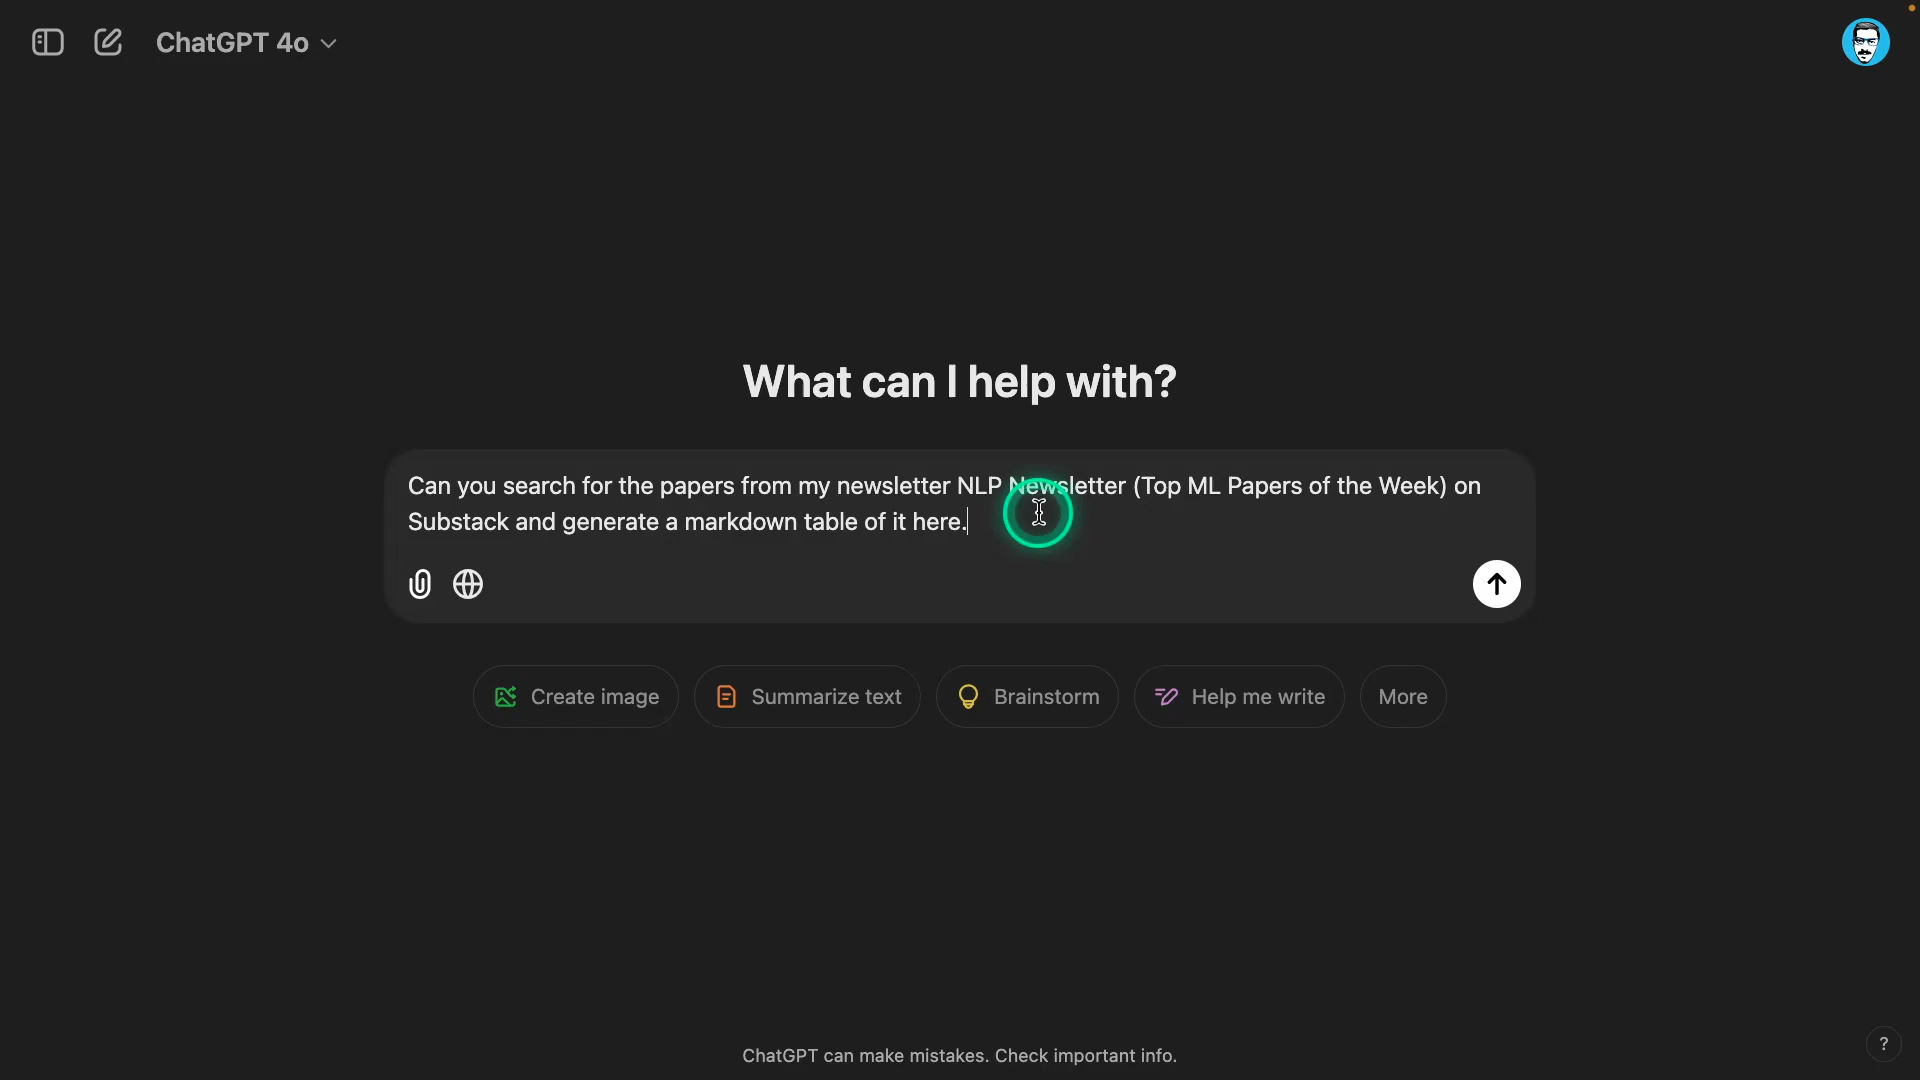 ChatGPT 4o
What can I help with?
Can you search for the papers from my newsletter NLP Newsletter (Top ML Papers of the Week) on
Substack and generate a markdown table of it here.
Create image
Summarize text
Brainstorm
Help me write
More
ChatGPT can make mistakes. Check important info.
?